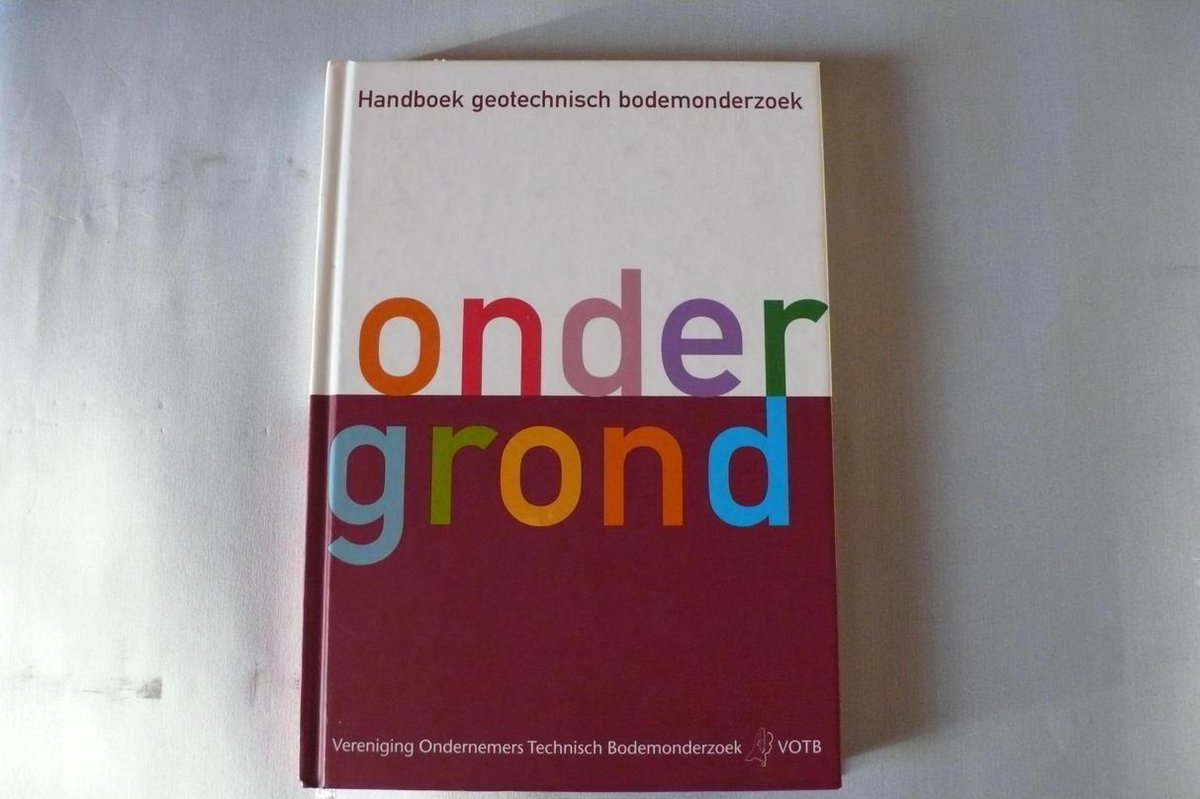 Handboek geotechnisch bodemonderzoek
onder
grond
Vereniging Ondernemers Technisch Bodemonderzoek VOTB